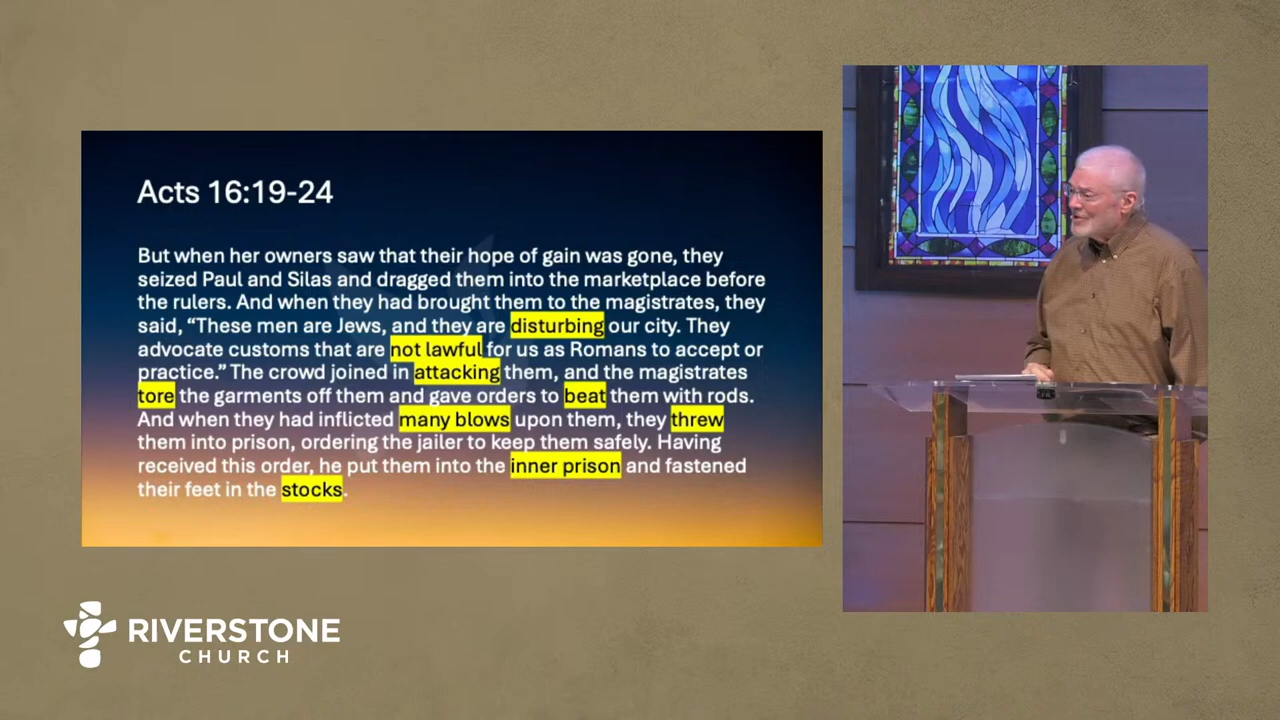 Acts 16:19-24
But when her owners saw that their hope of gain was gone, they
seized Paul and Silas and dragged them into the marketplace before
the rulers. And when they had brought them to the magistrates, they
said, “These men are Jews, and they are disturbing our city. They
advocate customs that are not lawful for us as Romans to accept or
practice.” The crowd joined in attacking them, and the magistrates
tore the garments off them and gave orders to beat them with rods.
And when they had inflicted many blows upon them, they threw
them into prison, ordering the jailer to keep them safely. Having
received this order, he put them into the inner prison and fastened
their feet in the stocks.
RIVERSTONE
CHURCH